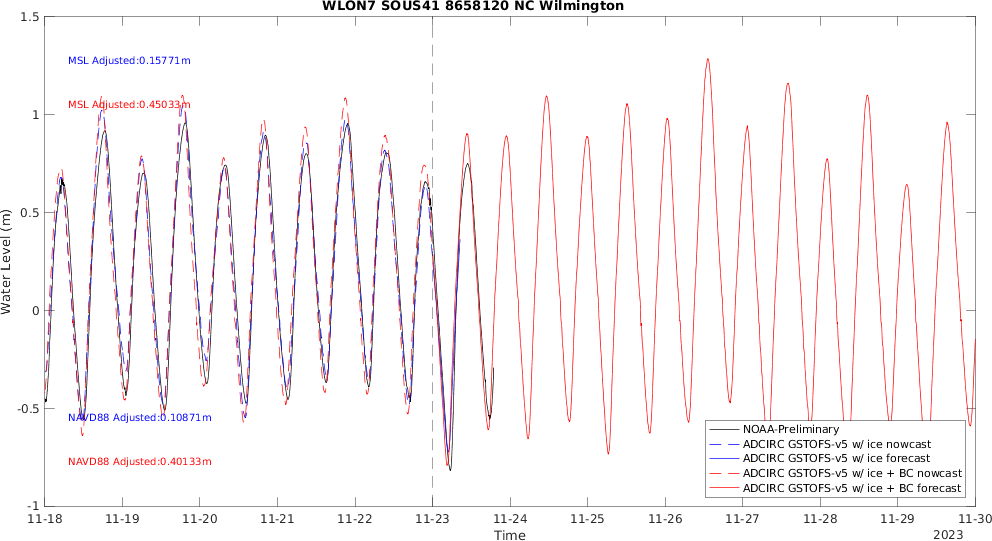 WLON7 SOUS41 8658120 NC Wilmington
1.5
1
0.5
0
-0.5
-1
Water Level (m)
MSL Adjusted:0.15771m
MSL Adjusted:0.45033m
NAVD88 Adjusted:0.10871m
NAVD88 Adjusted:0.40133m
NOAA-Preliminary
ADCIRC GSTOFS-v5 w/ ice nowcast
ADCIRC GSTOFS-v5 w/ ice forecast
ADCIRC GSTOFS-v5 w/ ice + BC nowcast
ADCIRC GSTOFS-v5 w/ ice + BC forecast
11-18 11-19 11-20 11-21 11-22 11-23 11-24 11-25 11-26 11-27 11-28 11-29 11-30
Time
2023